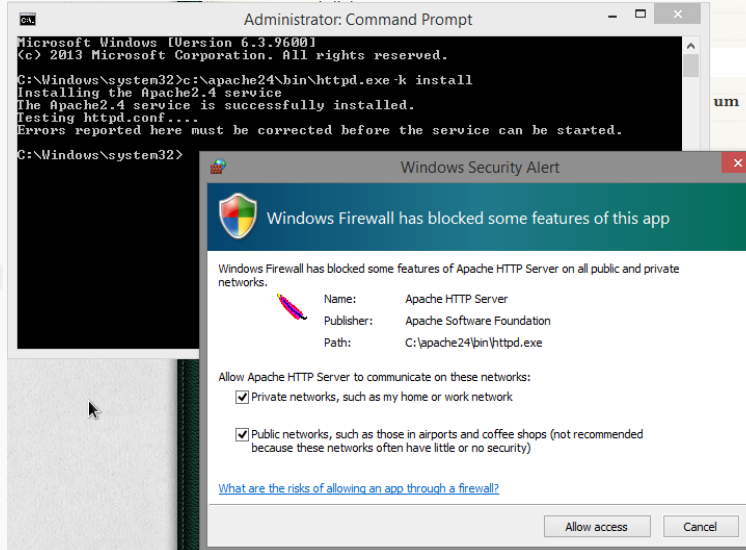 Administrator: Command Prompt
Microsoft Windows [Version 6.3.9600]
(c) 2013 Microsoft Corporation. All rights reserved.
C:\Windows\system32>c:\apache24\bin\httpd.exe -k install
Installing the Apache2.4 service
The Apache2.4 service is successfully installed.
Testing httpd.conf....
Errors reported here must be corrected before the service can be started.
C:\Windows\system32>
um
Windows Security Alert
Windows Firewall has blocked some features of this app
Windows Firewall has blocked some features of Apache HTTP Server on all public and private
networks.
Name: Apache HTTP Server
Publisher: Apache Software Foundation
Path: C:\apache24\bin\httpd.exe
Allow Apache HTTP Server to communicate on these networks:
Private networks, such as my home or work network
Public networks, such as those in airports and coffee shops (not recommended
because these networks often have little or no security)
What are the risks of allowing an app through a firewall?
Allow access Cancel